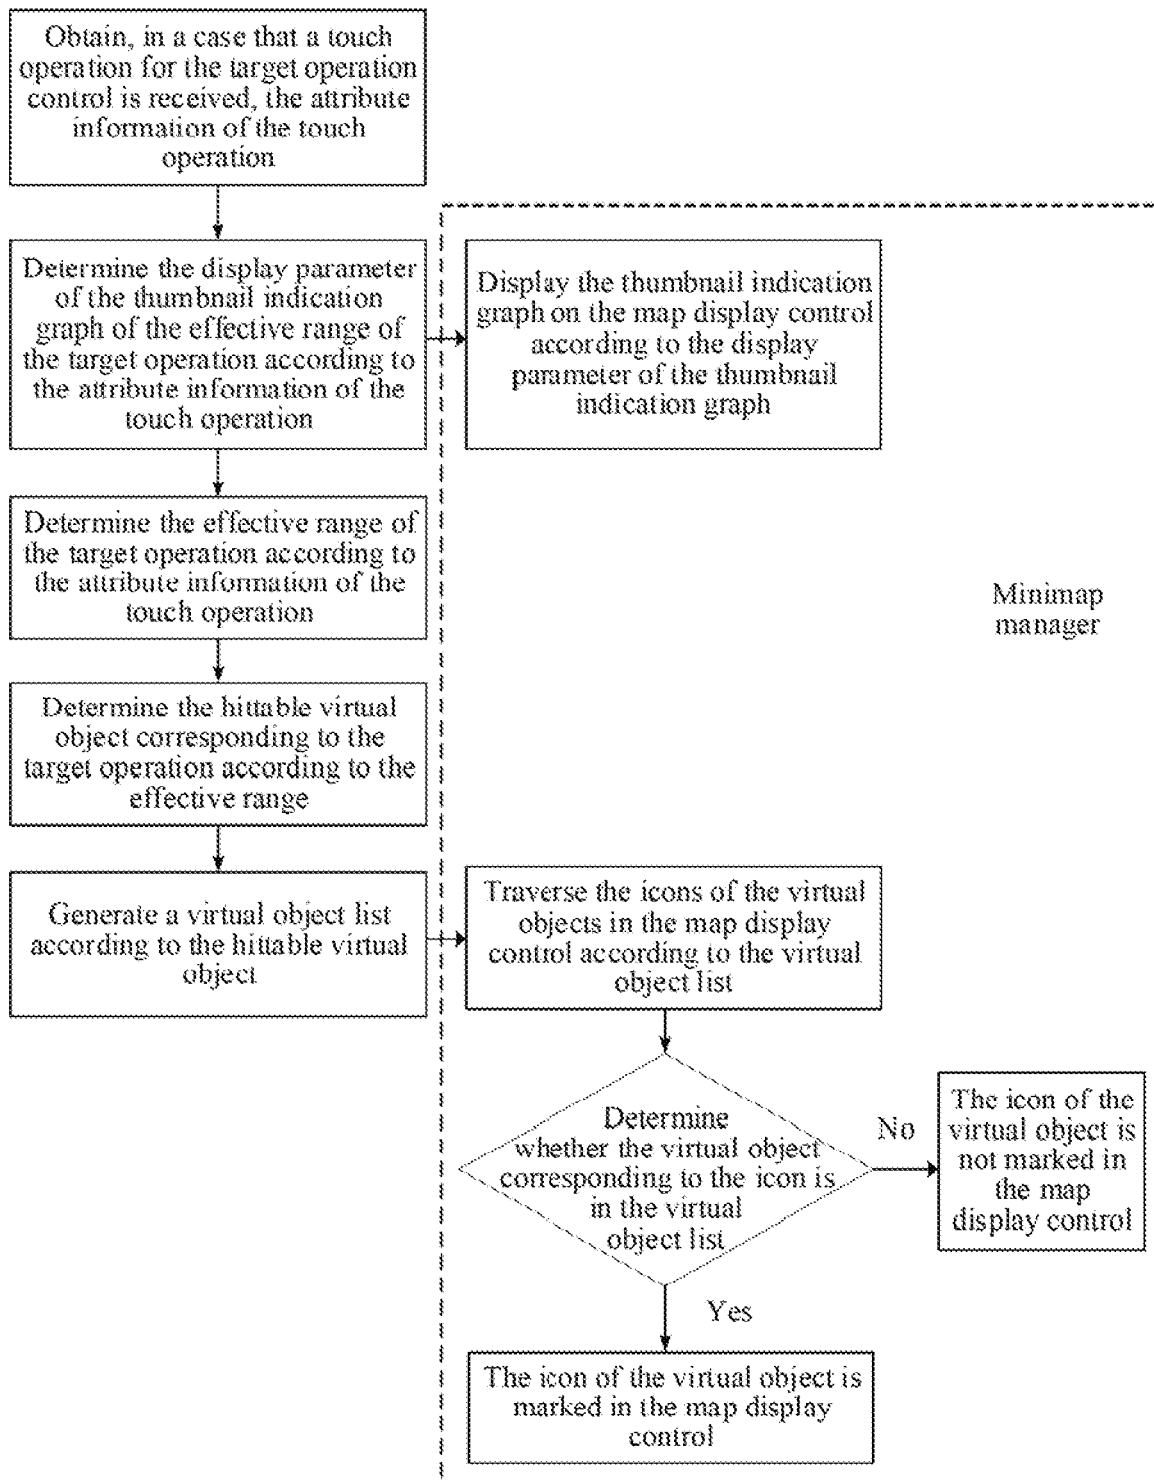 Obtain, in a case that a touch
operation for the target operation
control is received, the attribute
information of the touch
operation
Determine the display parameter
of the thumbnail indication
graph of the effective range of
the target operation according to
the attribute information of the
touch operation
Display the thumbnail indication
graph on the map display control
according to the display
parameter of the thumbnail
indication graph
Determine the effective range of
the target operation according to
the attribute information of the
touch operation
Minimap
manager
Determine the hittable virtual
object corresponding to the
target operation according to the
effective range
Generate a virtual object list
according to the hittable virtual
object
Traverse the icons of the virtual
objects in the map display
control according to the virtual
object list
Determine
whether the virtual object
corresponding to the icon is
in the virtual
object list
No
The icon of the
virtual object is
not marked in
the map
display control
Yes
The icon of the virtual object is
marked in the map display
control